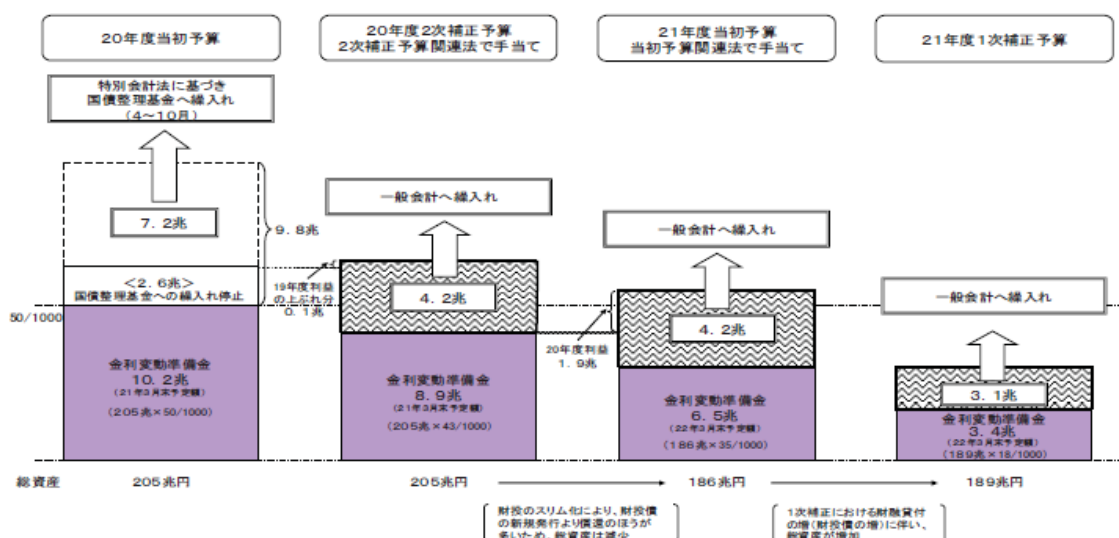 20年度当初予算
20年度2次補正予算
2次補正予算関連法で手当て
21年度当初予算
当初予算関連法で手当て
21年度1次補正予算
特別会計法に基づき
国債整理基金へ繰入れ
(4~10月)
7.2兆
9.8兆
<2.6兆>
国債整理基金への繰入れ停止
50/1000
金利変動準備金
10.2兆
(21年3月末予定額)
(205兆×50/1000)
一般会計へ繰入れ
19年度利益
の上ぶれ分
0.1兆
4.2兆
金利変動準備金
8.9兆
(21年3月末予定額)
(205兆×43/1000)
一般会計へ繰入れ
20年度利益
1.9兆
4.2兆
金利変動準備金
6.5兆
(22年3月末予定額)
(186兆×35/1000)
一般会計へ繰入れ
3.1兆
金利変動準備金
3.4兆
(22年3月末予定額)
(189兆×18/1000)
総資産
205兆円
205兆円
186兆円
189兆円
財投のスリム化により、財投債
の新規発行より償還のほうが
多いため、総資産は減少
1次補正における財融貸付
の増(財投債の増)に伴い、
総資産が増加